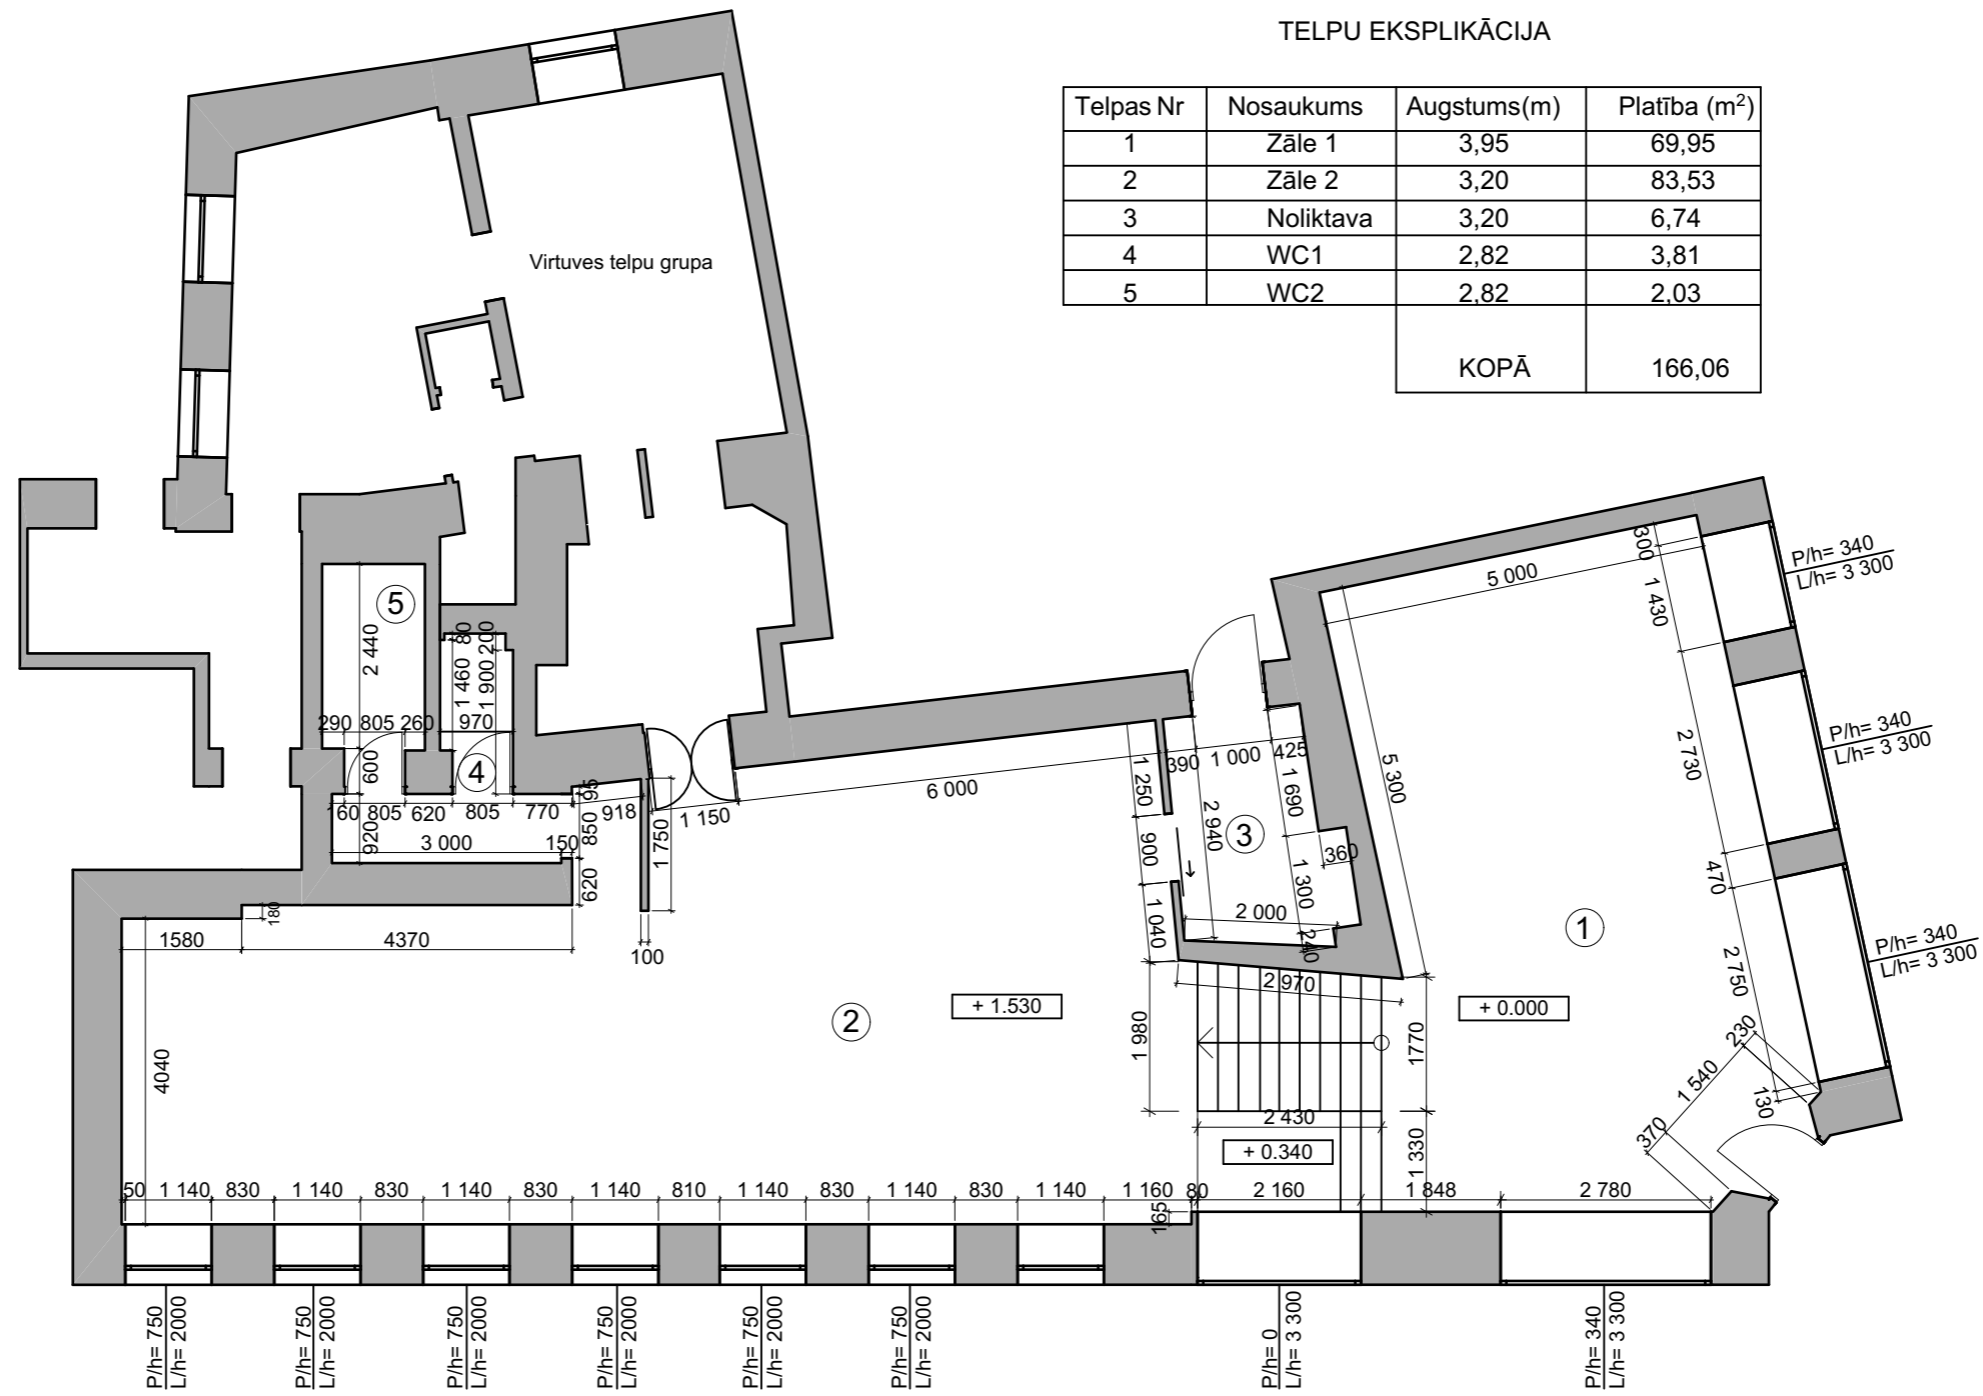 TELPU EKSPLIKĀCIJA
Telpas Nr Nosaukums Augstums(m) Platība (m²)
1 Zāle 1 3,95 69,95
2 Zāle 2 3,20 83,53
3 Noliktava 3,20 6,74
4 WC1 2,82 3,81
5 WC2 2,82 2,03
KOPĀ 166,06
Virtuves telpu grupa
300
5 000
1 430
P/h= 340
L/h= 3 300
2 730
P/h= 340
L/h= 3 300
470
2 750
P/h= 340
L/h= 3 300
5 300
5
2 440
80
200
1 460
1 900
290 805 260 970
600
4
60 805 620 805 770
95
918
920
3 000
150
850
620
1 750
1 150
6 000
1 250
390 1 000 425
1 690
2 940
3
900
360
1 300
1 040
2 000
240
2 970
1
180
1580
4370
100
4040
2
+ 1.530
+ 0.000
1 980
1770
2 430
+ 0.340
1 330
230
1 540
130
370
50 1 140 830 1 140 830 1 140 830 1 140 810 1 140 830 1 140 830 1 140 1 160 80 2 160 1 848 2 780
165
P/h= 750
L/h= 2000
P/h= 750
L/h= 2000
P/h= 750
L/h= 2000
P/h= 750
L/h= 2000
P/h= 750
L/h= 2000
P/h= 750
L/h= 2000
P/h= 0
L/h= 3 300
P/h= 340
L/h= 3 300